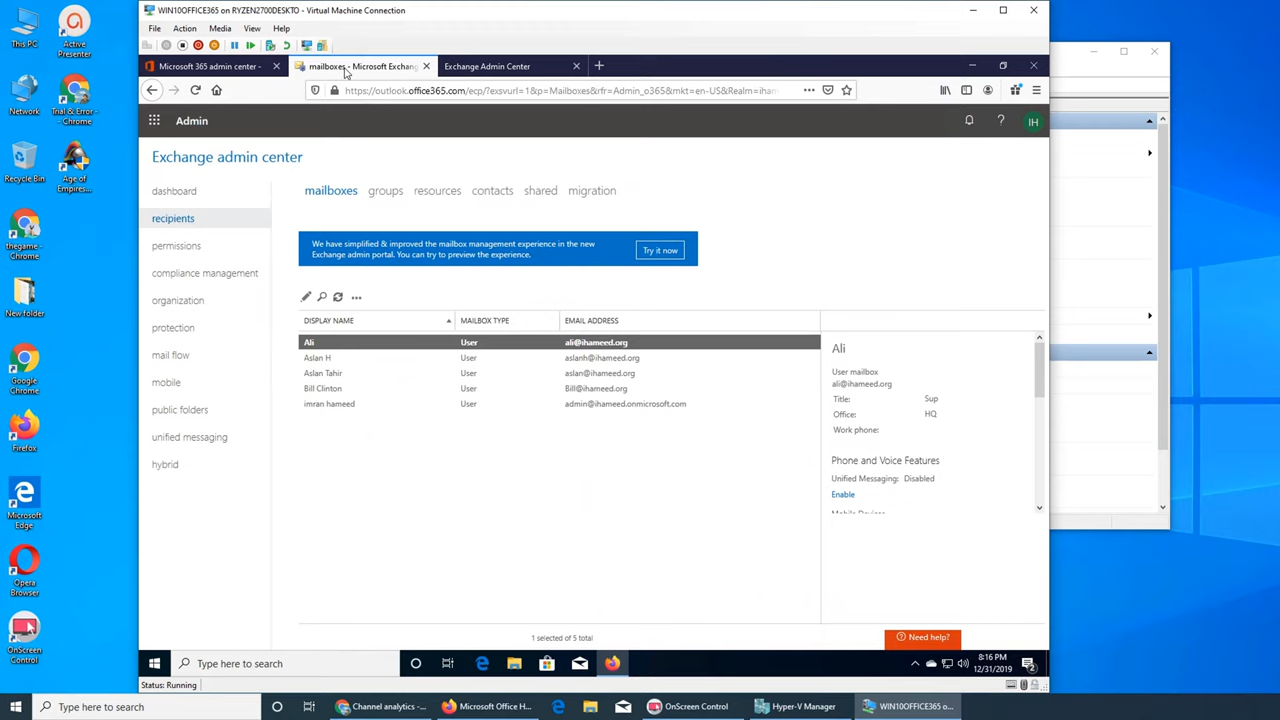 WIN10OFFICE365 on RYZEN2700DESKTO - Virtual Machine Connection
File Action Media View Help
Microsoft 365 admin center -
mailboxes - Microsoft Exchang
Exchange Admin Center
https://outlook.office365.com/ecp/?exsvurl=1&p=Mailboxes&rfr=Admin_o365&mkt=en-US&Realm=iham
Admin
IH
Exchange admin center
dashboard
recipients
permissions
compliance management
organization
protection
mail flow
mobile
public folders
unified messaging
hybrid
mailboxes groups resources contacts shared migration
We have simplified & improved the mailbox management experience in the new
Exchange admin portal. You can try to preview the experience.
Try it now
DISPLAY NAME MAILBOX TYPE EMAIL ADDRESS
Ali User ali@ihameed.org
Aslan H User aslanh@ihameed.org
Aslan Tahir User aslan@ihameed.org
Bill Clinton User Bill@ihameed.org
imran hameed User admin@ihameed.onmicrosoft.com
Ali
User mailbox
ali@ihameed.org
Title: Sup
Office: HQ
Work phone:
Phone and Voice Features
Unified Messaging: Disabled
Enable
Mobile Devices
1 selected of 5 total
Need help?
Type here to search
8:16 PM
12/31/2019
2
Status: Running
This PC
Active
Presenter
Network
Trial & Error
- Chrome
Recycle Bin
Age of
Empires...
thegame -
Chrome
New folder
Google
Chrome
Firefox
Microsoft
Edge
Opera
Browser
OnScreen
Control
Type here to search
Channel analytics -...
Microsoft Office H...
OnScreen Control
Hyper-V Manager
WIN10OFFICE365 o...